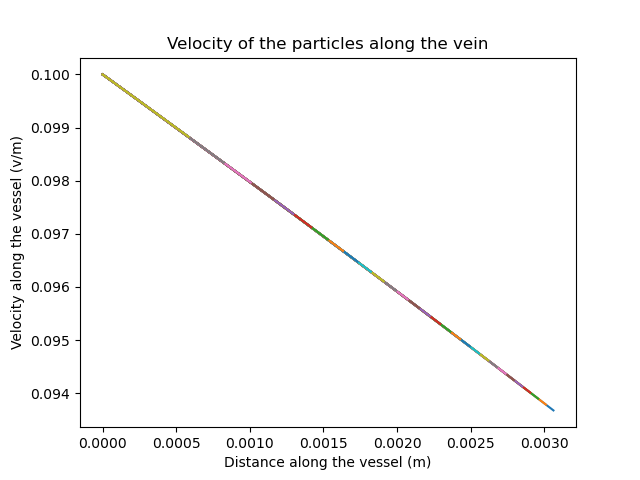 Velocity of the particles along the vein
0.100
0.099
0.098
0.097
0.096
0.095
0.094
Velocity along the vessel (v/m)
0.0000 0.0005 0.0010 0.0015 0.0020 0.0025 0.0030
Distance along the vessel (m)